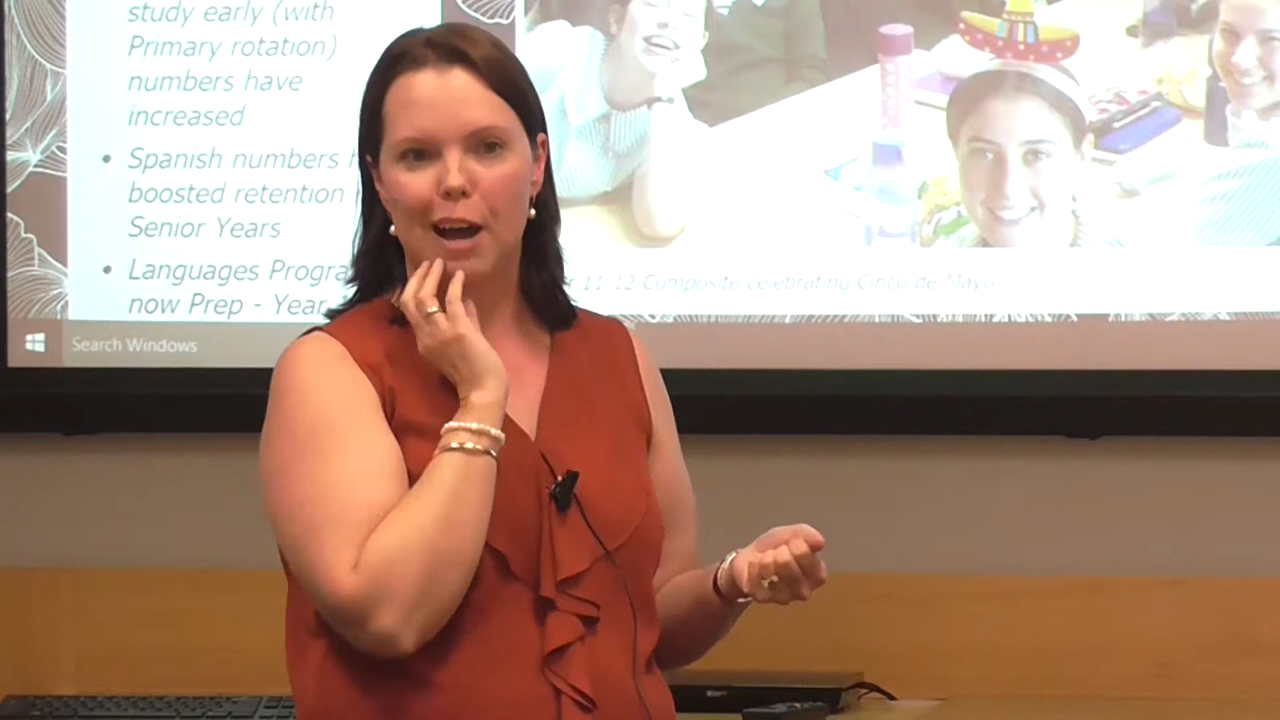 study early (with
Primary rotation)
numbers have
increased
• Spanish numbers
boosted retention
Senior Years
• Languages Progra
now Prep - Year
11-12 Composite celebrating Cinco de Mayo
Search Windows